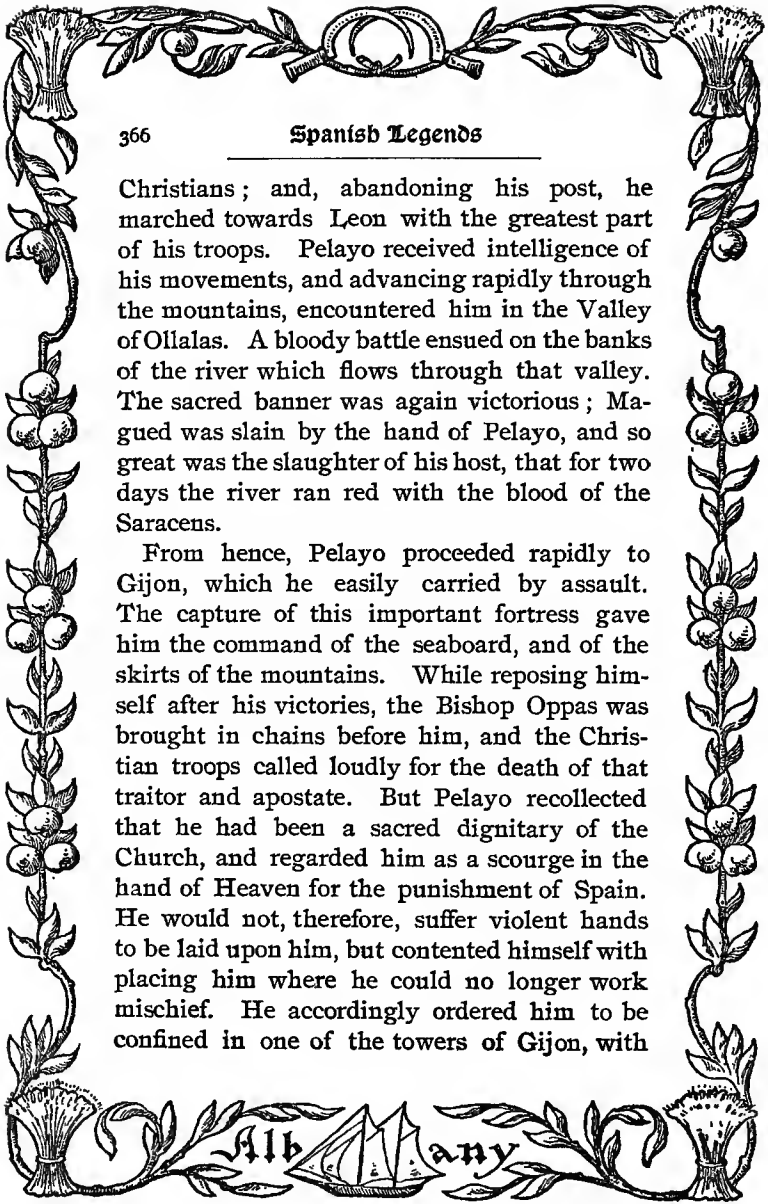 366 Spanish Legends
Christians; and, abandoning his post, he
marched towards Leon with the greatest part
of his troops. Pelayo received intelligence of
his movements, and advancing rapidly through
the mountains, encountered him in the Valley
of Ollalas. A bloody battle ensued on the banks
of the river which flows through that valley.
The sacred banner was again victorious; Ma-
gued was slain by the hand of Pelayo, and so
great was the slaughter of his host, that for two
days the river ran red with the blood of the
Saracens.
From hence, Pelayo proceeded rapidly to
Gijon, which he easily carried by assault.
The capture of this important fortress gave
him the command of the seaboard, and of the
skirts of the mountains. While reposing him-
self after his victories, the Bishop Oppas was
brought in chains before him, and the Chris-
tian troops called loudly for the death of that
traitor and apostate. But Pelayo recollected
that he had been a sacred dignitary of the
Church, and regarded him as a scourge in the
hand of Heaven for the punishment of Spain.
He would not, therefore, suffer violent hands
to be laid upon him, but contented himself with
placing him where he could no longer work
mischief. He accordingly ordered him to be
confined in one of the towers of Gijon, with
Albany